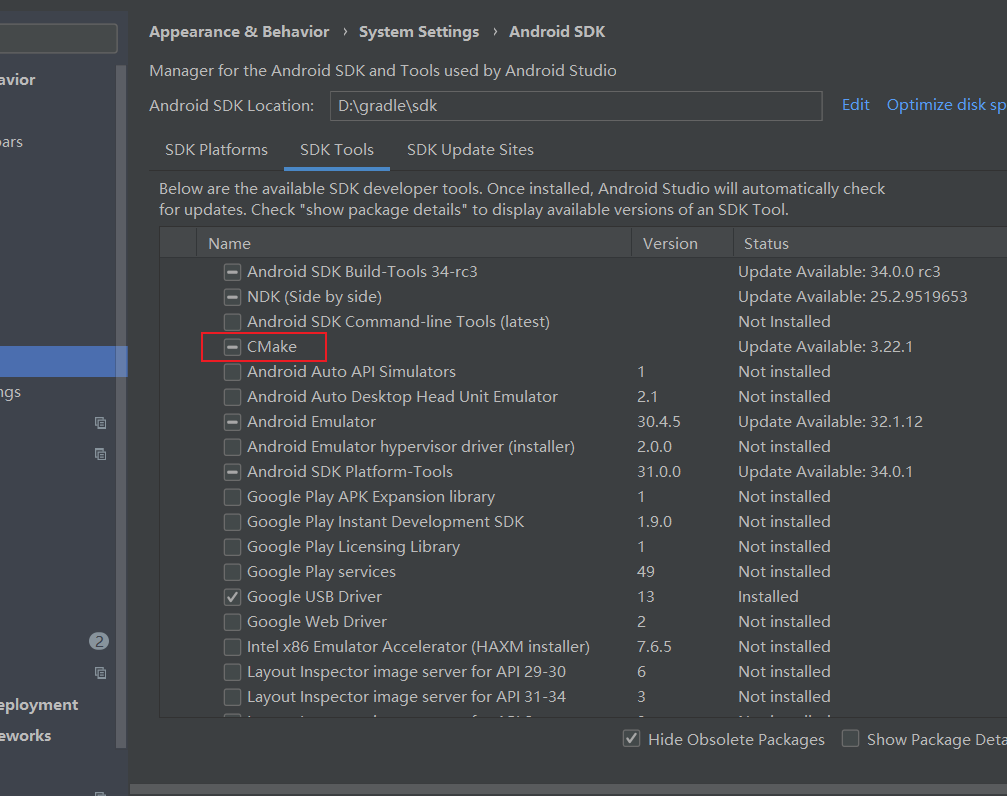 Appearance & Behavior › System Settings › Android SDK
avior
Manager for the Android SDK and Tools used by Android Studio
Android SDK Location: D:\gradle\sdk Edit Optimize disk sp
ars
SDK Platforms SDK Tools SDK Update Sites
Below are the available SDK developer tools. Once installed, Android Studio will automatically check
for updates. Check "show package details" to display available versions of an SDK Tool.
Name Version Status
Android SDK Build-Tools 34-rc3 Update Available: 34.0.0 rc3
NDK (Side by side) Update Available: 25.2.9519653
Android SDK Command-line Tools (latest) Not Installed
CMake Update Available: 3.22.1
Android Auto API Simulators 1 Not installed
ngs
Android Auto Desktop Head Unit Emulator 2.1 Not installed
Android Emulator 30.4.5 Update Available: 32.1.12
Android Emulator hypervisor driver (installer) 2.0.0 Not installed
Android SDK Platform-Tools 31.0.0 Update Available: 34.0.1
Google Play APK Expansion library 1 Not installed
Google Play Instant Development SDK 1.9.0 Not installed
Google Play Licensing Library 1 Not installed
Google Play services 49 Not installed
Google USB Driver 13 Installed
Google Web Driver 2 Not installed
2
Intel x86 Emulator Accelerator (HAXM installer) 7.6.5 Not installed
Layout Inspector image server for API 29-30 6 Not installed
Layout Inspector image server for API 31-34 3 Not installed
eployment
eworks
Hide Obsolete Packages Show Package Deta